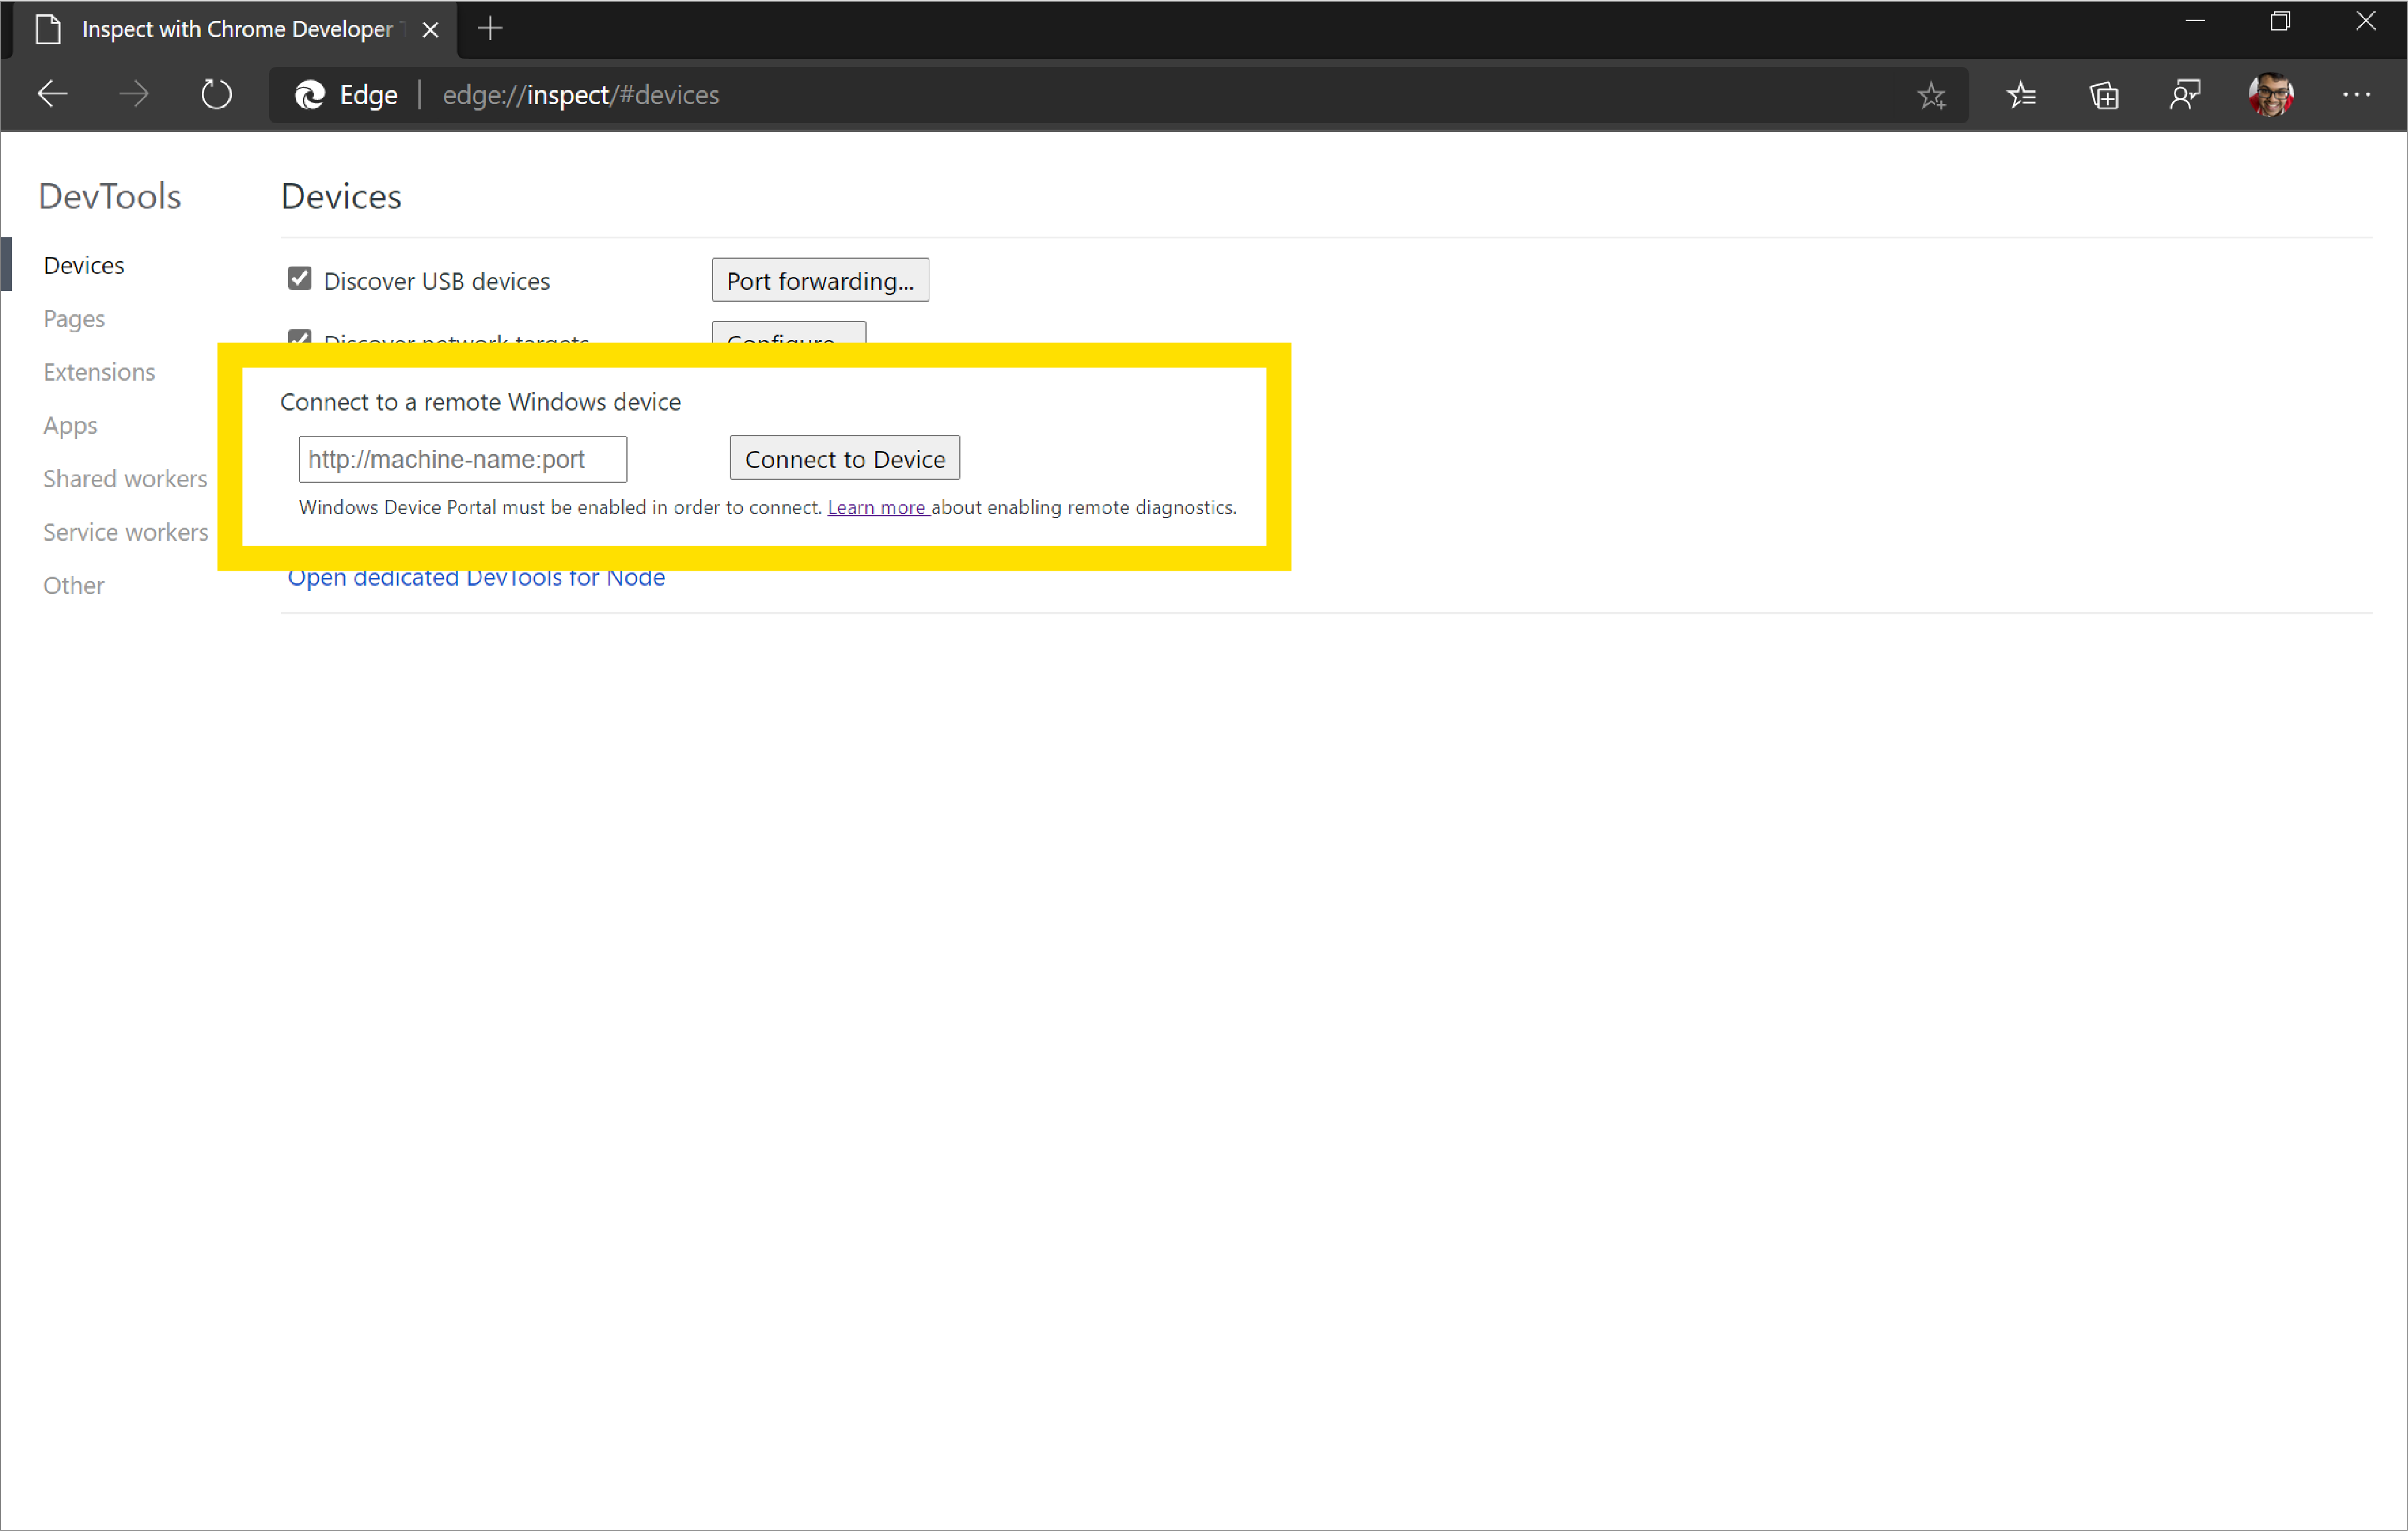 Inspect with Chrome Developer
Edge edge://inspect/#devices
DevTools
Devices
Pages
Extensions
Apps
Shared workers
Service workers
Other
Devices
Discover USB devices Port forwarding...
Discover network targets Configure...
Connect to a remote Windows device
http://machine-name:port Connect to Device
Windows Device Portal must be enabled in order to connect. Learn more about enabling remote diagnostics.
Open dedicated DevTools for Node